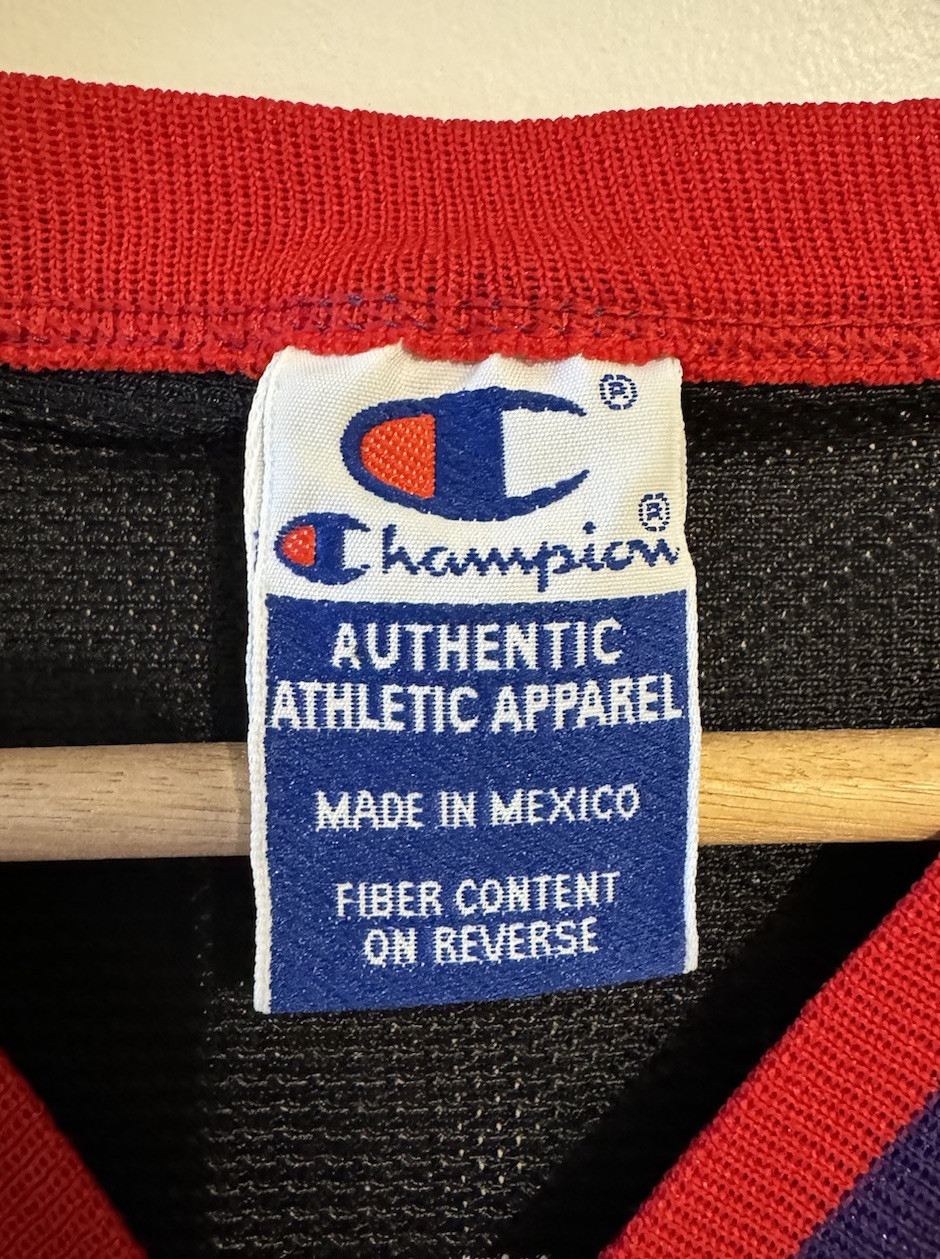 ®
Champion®
AUTHENTIC
ATHLETIC APPAREL
MADE IN MEXICO
FIBER CONTENT
ON REVERSE